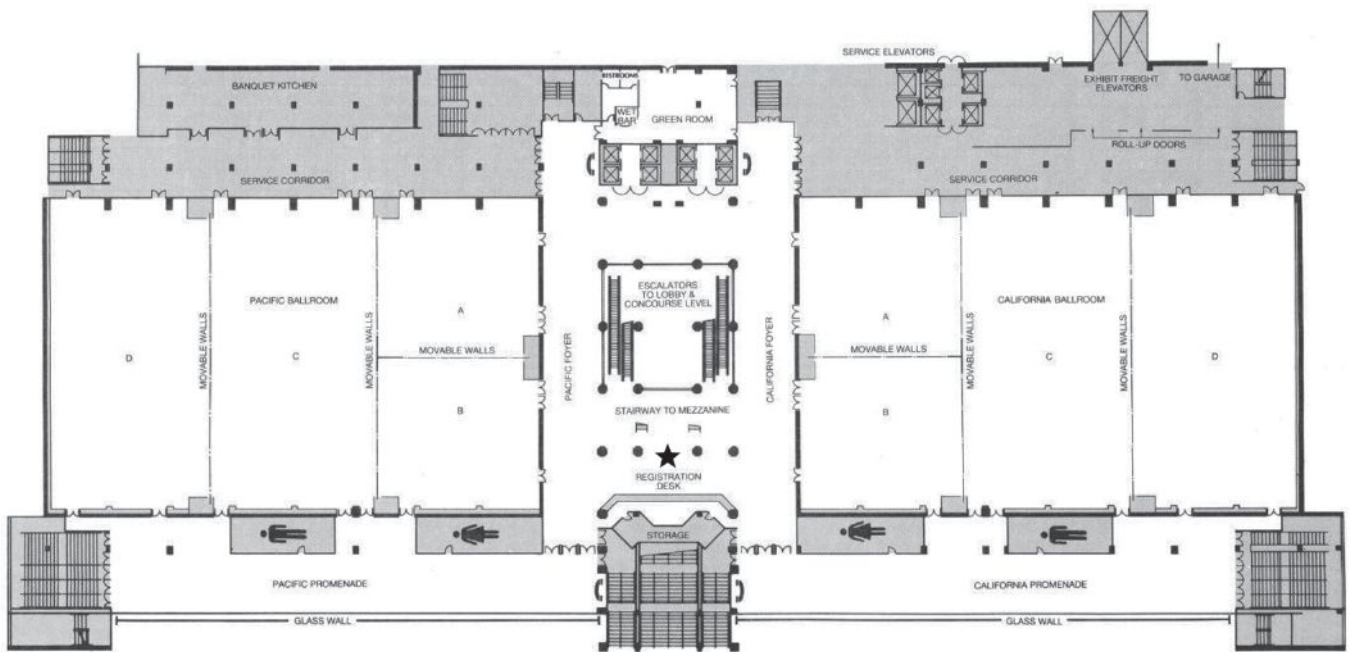 SERVICE ELEVATORS
BANQUET KITCHEN
RESTROOMS
WET
BAR
GREEN ROOM
EXHIBIT FREIGHT
ELEVATORS
TO GARAGE
ROLL-UP DOORS
SERVICE CORRIDOR
SERVICE CORRIDOR
PACIFIC BALLROOM
A
B
C
D
MOVABLE WALLS
MOVABLE WALLS
MOVABLE WALLS
PACIFIC FOYER
ESCALATORS
TO LOBBY &
CONCOURSE LEVEL
CALIFORNIA FOYER
STAIRWAY TO MEZZANINE
REGISTRATION
DESK
STORAGE
CALIFORNIA BALLROOM
A
B
C
D
MOVABLE WALLS
MOVABLE WALLS
MOVABLE WALLS
PACIFIC PROMENADE
CALIFORNIA PROMENADE
GLASS WALL
GLASS WALL